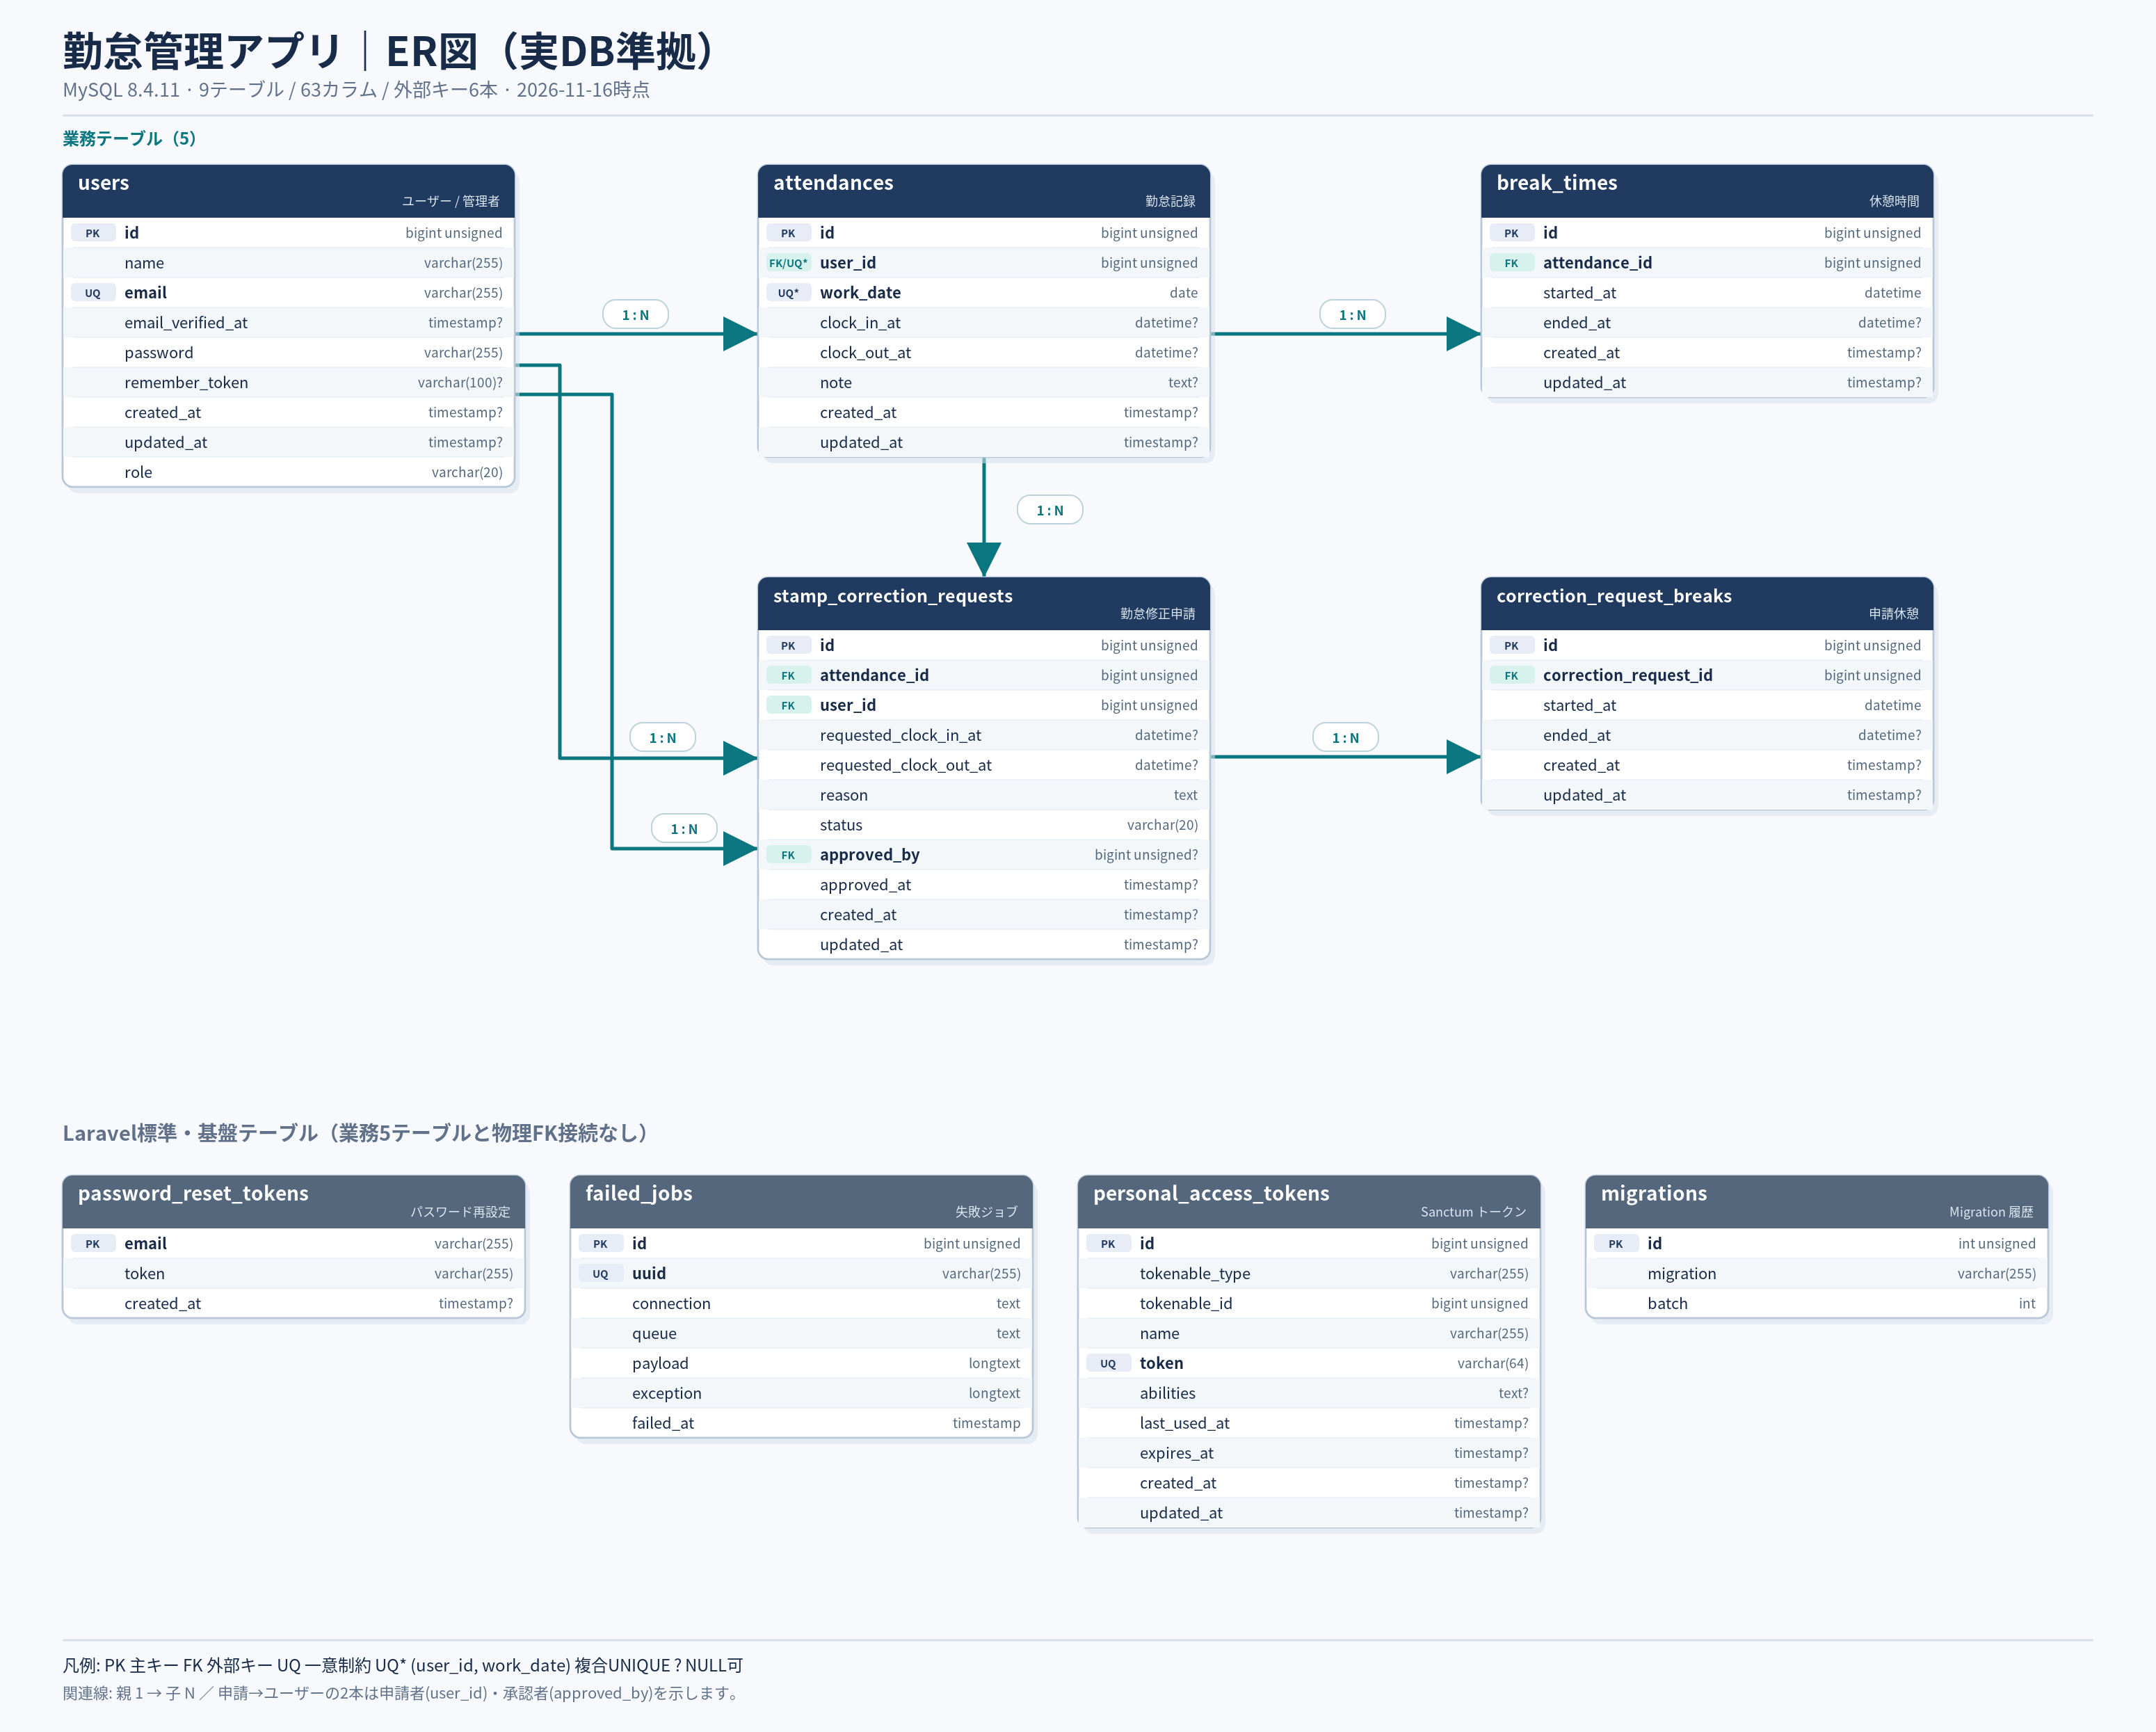 勤怠管理アプリ｜ER図（実DB準拠）
MySQL 8.4.11 · 9テーブル / 63カラム / 外部キー6本 · 2026-11-16時点
業務テーブル（5）
users
ユーザー / 管理者
PK id bigint unsigned
name varchar(255)
UQ email varchar(255)
email_verified_at timestamp?
password varchar(255)
remember_token varchar(100)?
created_at timestamp?
updated_at timestamp?
role varchar(20)
1 : N
attendances
勤怠記録
PK id bigint unsigned
FK/UQ* user_id bigint unsigned
UQ* work_date date
clock_in_at datetime?
clock_out_at datetime?
note text?
created_at timestamp?
updated_at timestamp?
1 : N
break_times
休憩時間
PK id bigint unsigned
FK attendance_id bigint unsigned
started_at datetime
ended_at datetime?
created_at timestamp?
updated_at timestamp?
1 : N
1 : N
1 : N
stamp_correction_requests
勤怠修正申請
PK id bigint unsigned
FK attendance_id bigint unsigned
FK user_id bigint unsigned
requested_clock_in_at datetime?
requested_clock_out_at datetime?
reason text
status varchar(20)
FK approved_by bigint unsigned?
approved_at timestamp?
created_at timestamp?
updated_at timestamp?
1 : N
correction_request_breaks
申請休憩
PK id bigint unsigned
FK correction_request_id bigint unsigned
started_at datetime
ended_at datetime?
created_at timestamp?
updated_at timestamp?
Laravel標準・基盤テーブル（業務5テーブルと物理FK接続なし）
password_reset_tokens
パスワード再設定
PK email varchar(255)
token varchar(255)
created_at timestamp?
failed_jobs
失敗ジョブ
PK id bigint unsigned
UQ uuid varchar(255)
connection text
queue text
payload longtext
exception longtext
failed_at timestamp
personal_access_tokens
Sanctum トークン
PK id bigint unsigned
tokenable_type varchar(255)
tokenable_id bigint unsigned
name varchar(255)
UQ token varchar(64)
abilities text?
last_used_at timestamp?
expires_at timestamp?
created_at timestamp?
updated_at timestamp?
migrations
Migration 履歴
PK id int unsigned
migration varchar(255)
batch int
凡例: PK 主キー FK 外部キー UQ 一意制約 UQ* (user_id, work_date) 複合UNIQUE ? NULL可
関連線: 親 1 → 子 N ／ 申請→ユーザーの2本は申請者(user_id)・承認者(approved_by)を示します。